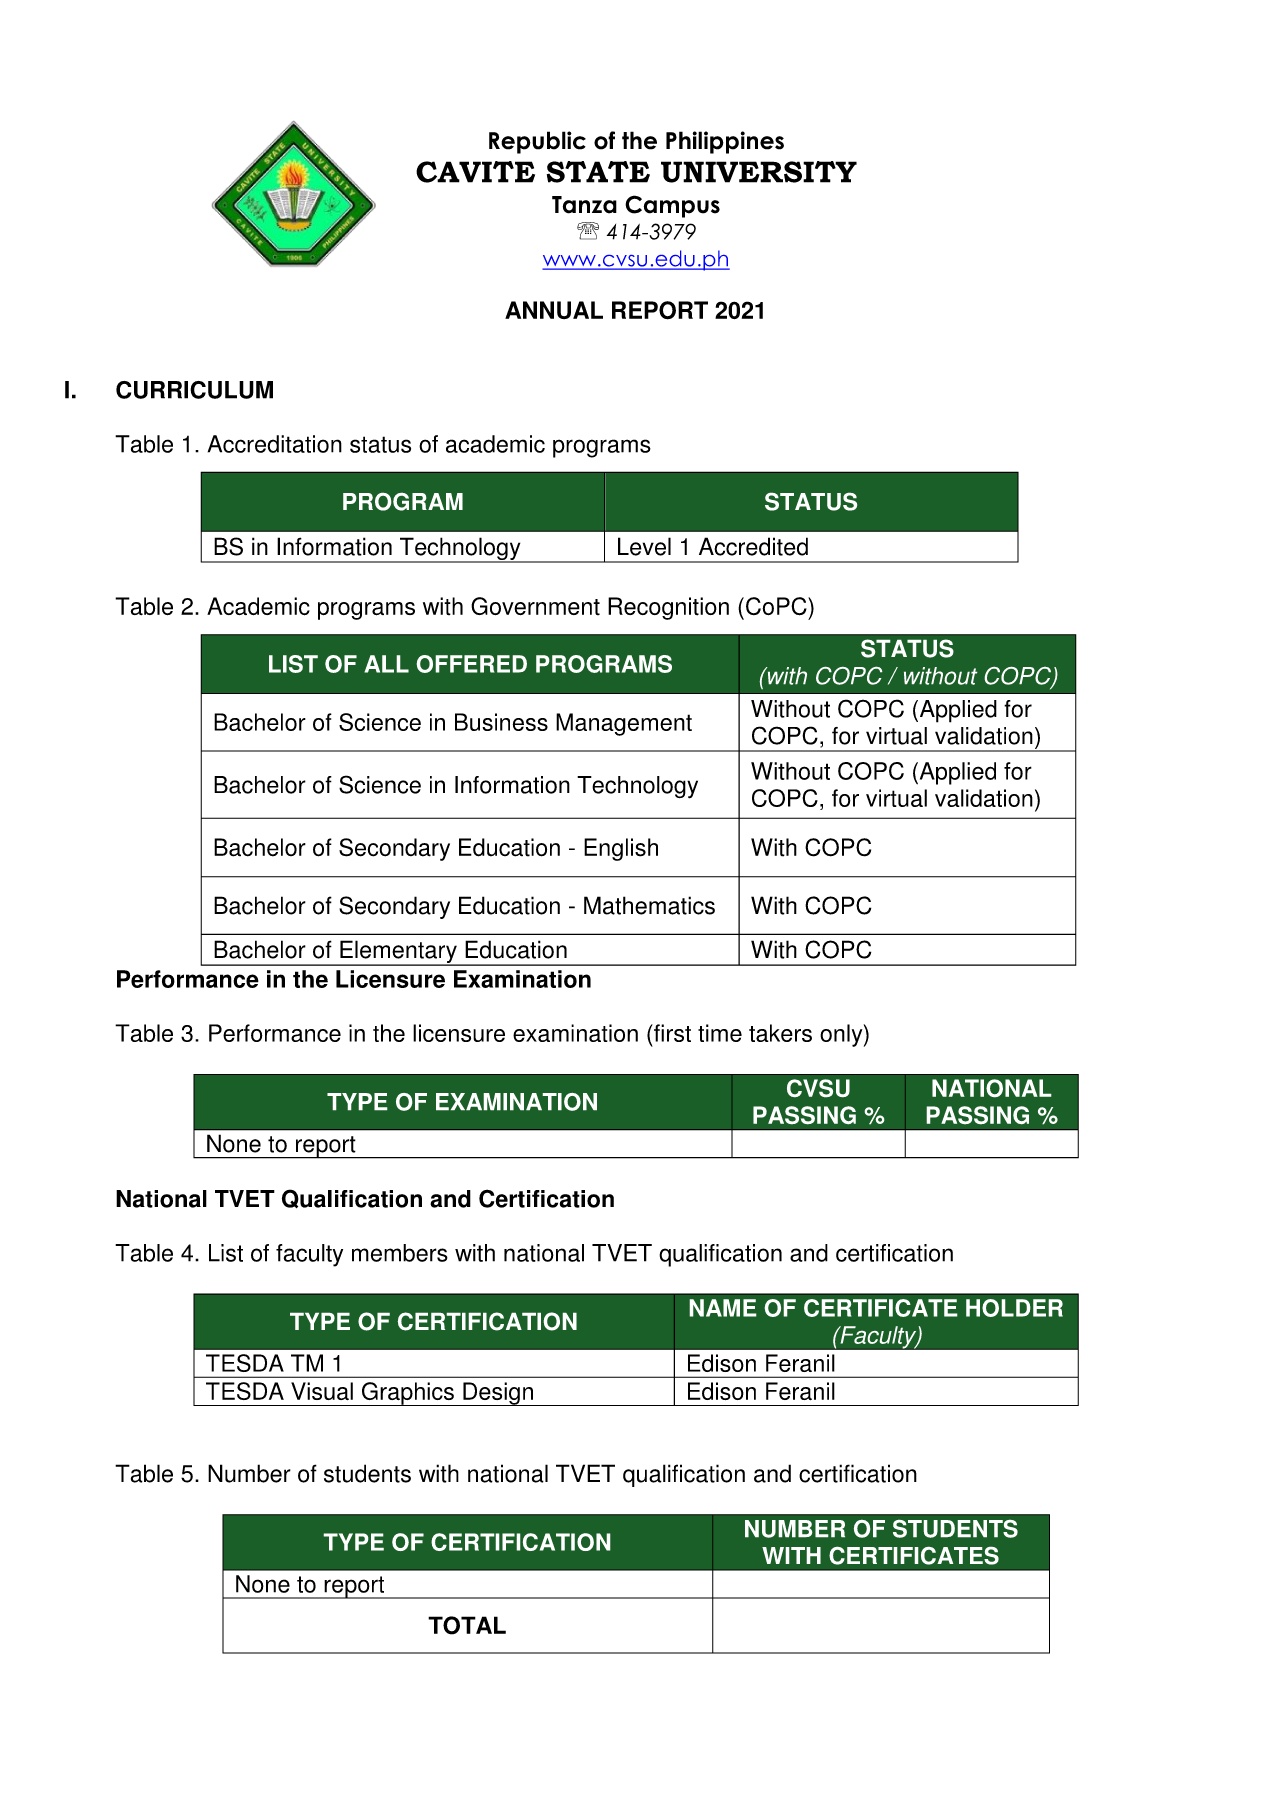 CAVITE STATE UNIVERSITY
CAVITE PHILIPPINES
1906
Republic of the Philippines
CAVITE STATE UNIVERSITY
Tanza Campus
☏ 414-3979
www.cvsu.edu.ph
ANNUAL REPORT 2021
I. CURRICULUM
Table 1. Accreditation status of academic programs
PROGRAM STATUS
BS in Information Technology Level 1 Accredited
Table 2. Academic programs with Government Recognition (CoPC)
LIST OF ALL OFFERED PROGRAMS STATUS
(with COPC / without COPC)
Bachelor of Science in Business Management Without COPC (Applied for
COPC, for virtual validation)
Bachelor of Science in Information Technology Without COPC (Applied for
COPC, for virtual validation)
Bachelor of Secondary Education - English With COPC
Bachelor of Secondary Education - Mathematics With COPC
Bachelor of Elementary Education With COPC
Performance in the Licensure Examination
Table 3. Performance in the licensure examination (first time takers only)
TYPE OF EXAMINATION CVSU PASSING % NATIONAL PASSING %
None to report
National TVET Qualification and Certification
Table 4. List of faculty members with national TVET qualification and certification
TYPE OF CERTIFICATION NAME OF CERTIFICATE HOLDER
(Faculty)
TESDA TM 1 Edison Feranil
TESDA Visual Graphics Design Edison Feranil
Table 5. Number of students with national TVET qualification and certification
TYPE OF CERTIFICATION NUMBER OF STUDENTS
WITH CERTIFICATES
None to report
TOTAL